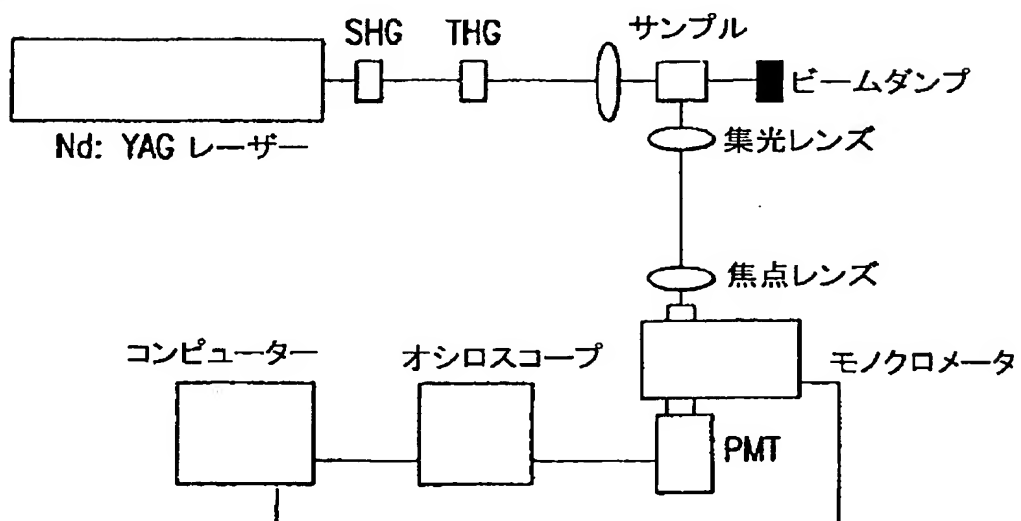 SHG
THG
サンプル
ビームダンプ
Nd: YAG レーザー
集光レンズ
焦点レンズ
コンピューター
オシロスコープ
モノクロメータ
PMT